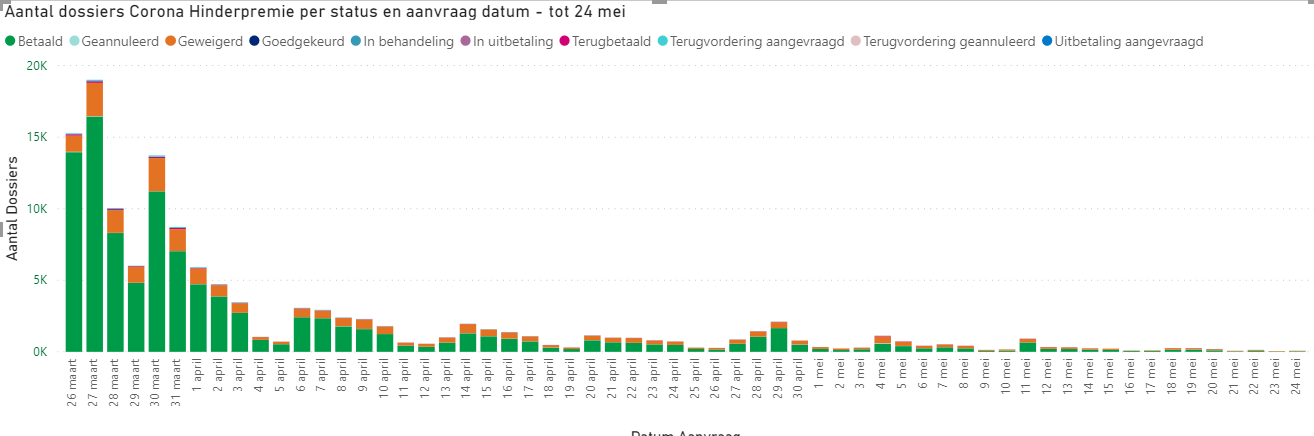 Aantal dossiers Corona Hinderpremie per status en aanvraag datum - tot 24 mei
Betaald Geannuleerd Geweigerd Goedgekeurd In behandeling In uitbetaling Terugbetaald Terugvordering aangevraagd Terugvordering geannuleerd Uitbetaling aangevraagd
Aantal Dossiers
20K
15K
10K
5K
0K
26 maart
27 maart
28 maart
29 maart
30 maart
31 maart
1 april
2 april
3 april
4 april
5 april
6 april
7 april
8 april
9 april
10 april
11 april
12 april
13 april
14 april
15 april
16 april
17 april
18 april
19 april
20 april
21 april
22 april
23 april
24 april
25 april
26 april
27 april
28 april
29 april
30 april
1 mei
2 mei
3 mei
4 mei
5 mei
6 mei
7 mei
8 mei
9 mei
10 mei
11 mei
12 mei
13 mei
14 mei
15 mei
16 mei
17 mei
18 mei
19 mei
20 mei
21 mei
22 mei
23 mei
24 mei
Datum Aanvraag